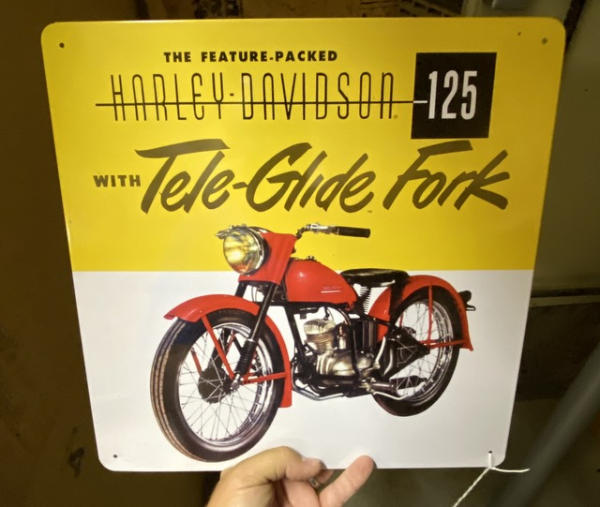 THE FEATURE-PACKED
HARLEY-DAVIDSON 125
WITH Tele-Glide Fork